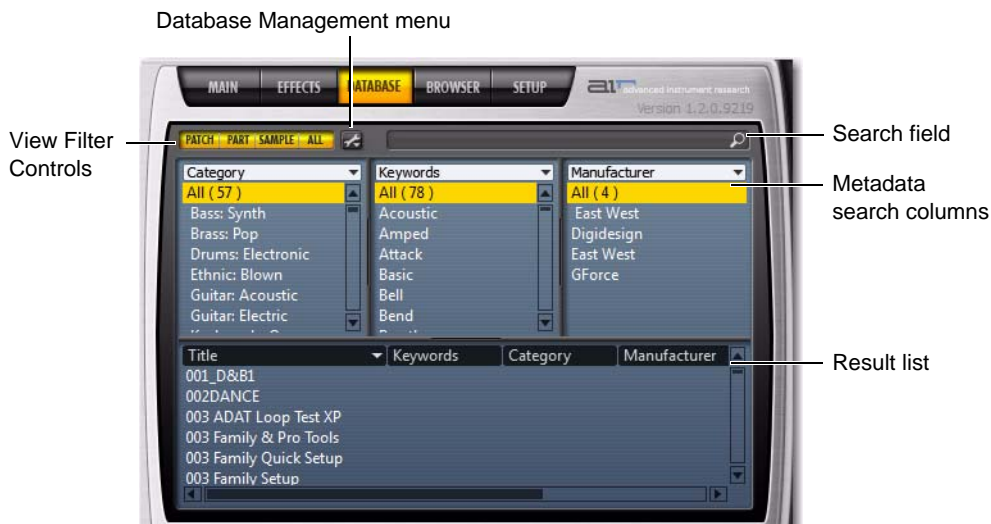 Database Management menu
MAIN EFFECTS DATABASE BROWSER SETUP
advanced instrument research
Version 1.2.0.9219
View Filter
Controls
PATCH PART SAMPLE ALL
Search field
Metadata
search columns
Category
All ( 57 )
Bass: Synth
Brass: Pop
Drums: Electronic
Ethnic: Blown
Guitar: Acoustic
Guitar: Electric
Keywords
All ( 78 )
Acoustic
Amped
Attack
Basic
Bell
Bend
Manufacturer
All ( 4 )
East West
Digidesign
East West
GForce
Title Keywords Category Manufacturer
Result list
001_D&B1
002DANCE
003 ADAT Loop Test XP
003 Family & Pro Tools
003 Family Quick Setup
003 Family Setup